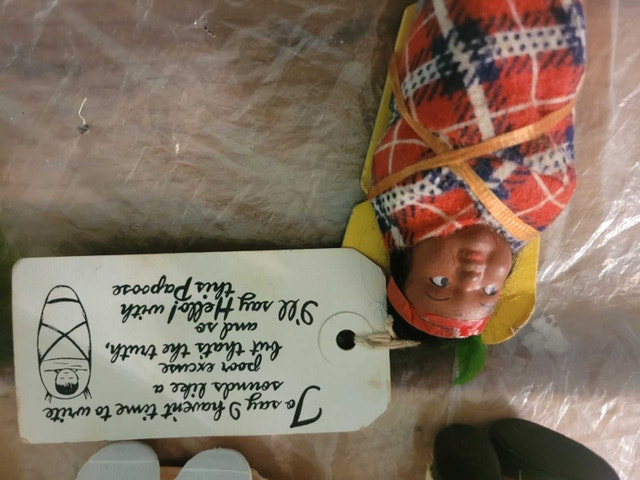 To say I haven't time to write
sounds like a
poor excuse
but thats the truth,
and so
I'll say Hello! with
this Papoose